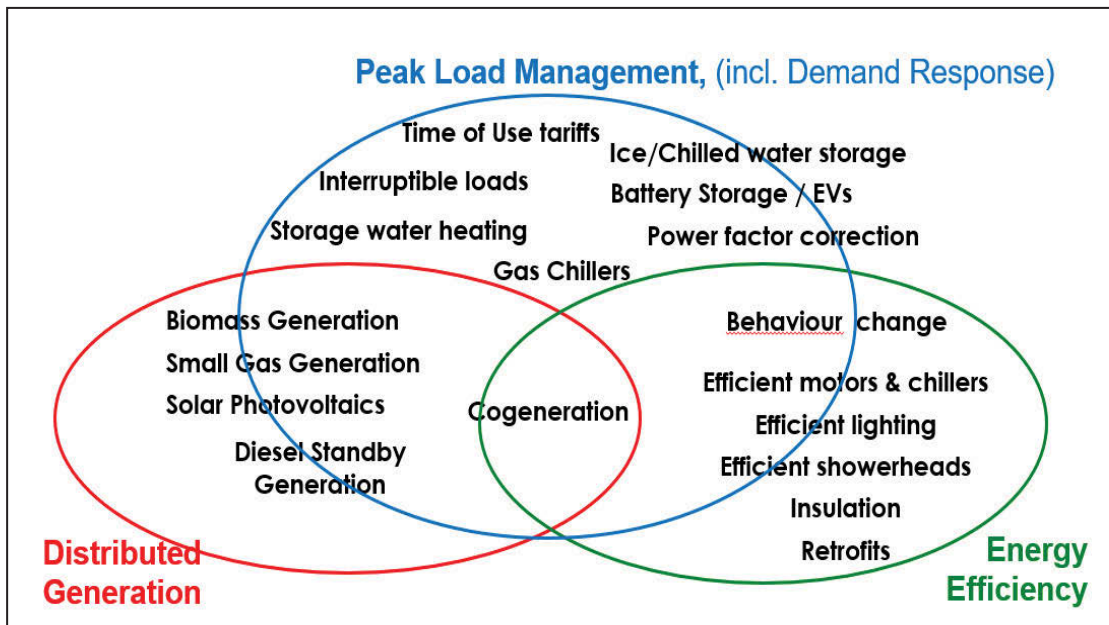 Peak Load Management, (incl. Demand Response)
Time of Use tariffs
Ice/Chilled water storage
Interruptible loads
Battery Storage / EVs
Storage water heating
Power factor correction
Gas Chillers
Biomass Generation
Behaviour change
Small Gas Generation
Efficient motors & chillers
Solar Photovoltaics
Cogeneration
Efficient lighting
Diesel Standby
Generation
Efficient showerheads
Insulation
Retrofits
Distributed
Generation
Energy
Efficiency